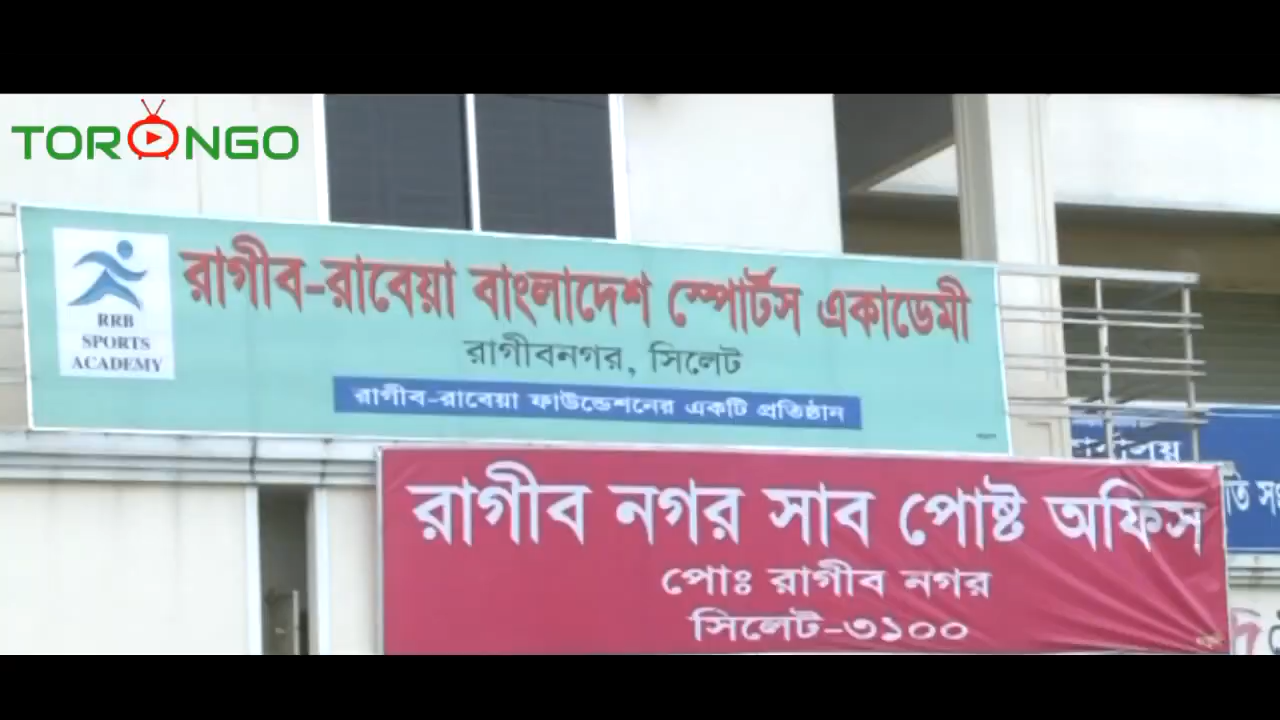 TORONGO
রাগীব-রাবেয়া বাংলাদেশ স্পোর্টস একাডেমী
RRB
SPORTS
ACADEMY
রাগীবনগর, সিলেট
রাগীব-রাবেয়া ফাউন্ডেশনের একটি প্রতিষ্ঠান
রাগীব নগর সাব পোষ্ট অফিস
পোঃ রাগীব নগর
সিলেট-৩১০০